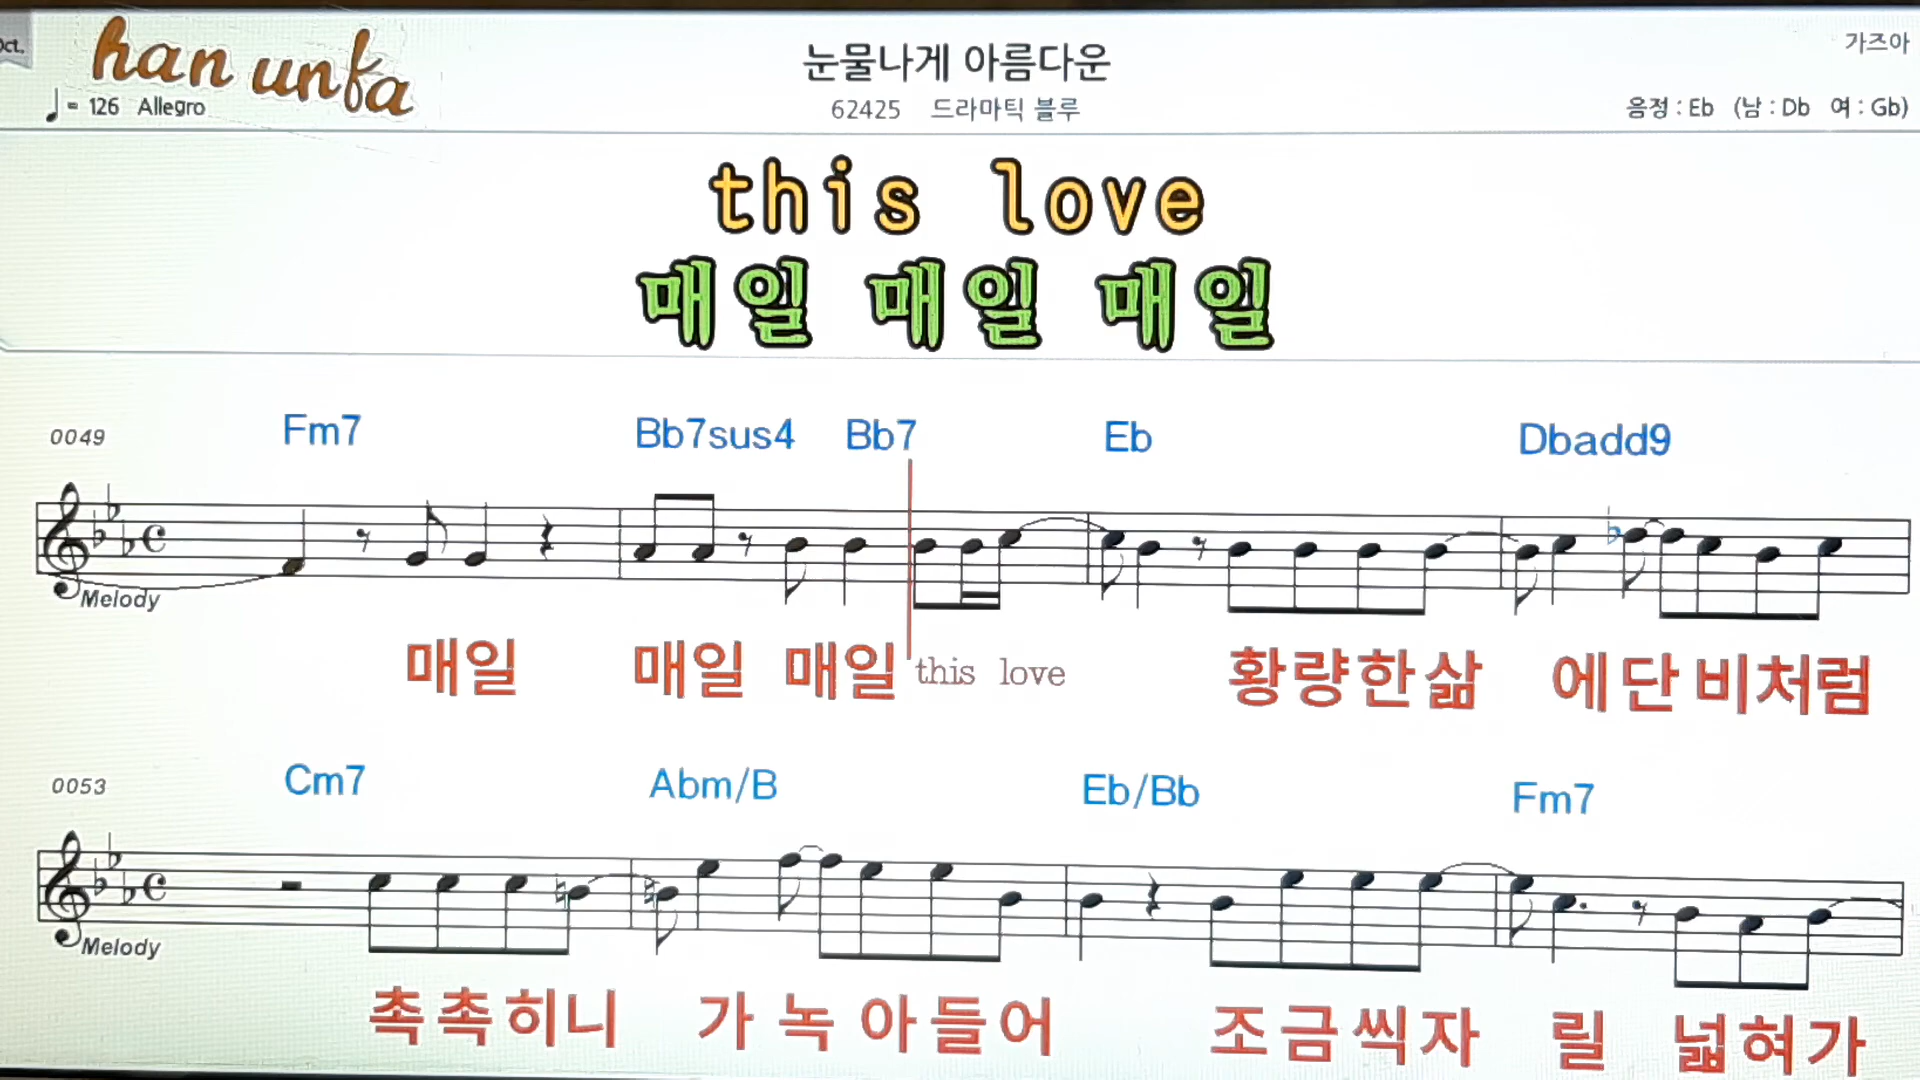 Oct.
han unfa
가즈아
눈물나게 아름다운
♩= 126 Allegro
62425 드라마틱 블루
음정 : Eb (남 : Db 여 : Gb)
this love
매일 매일 매일
0049 Fm7 Bb7sus4 Bb7 Eb Dbadd9
Melody
매일 매일 매일 this love 황량한삶 에단비처럼
0053 Cm7 Abm/B Eb/Bb Fm7
Melody
촉촉히니 가녹아들어 조금씩자 릴 넓혀가